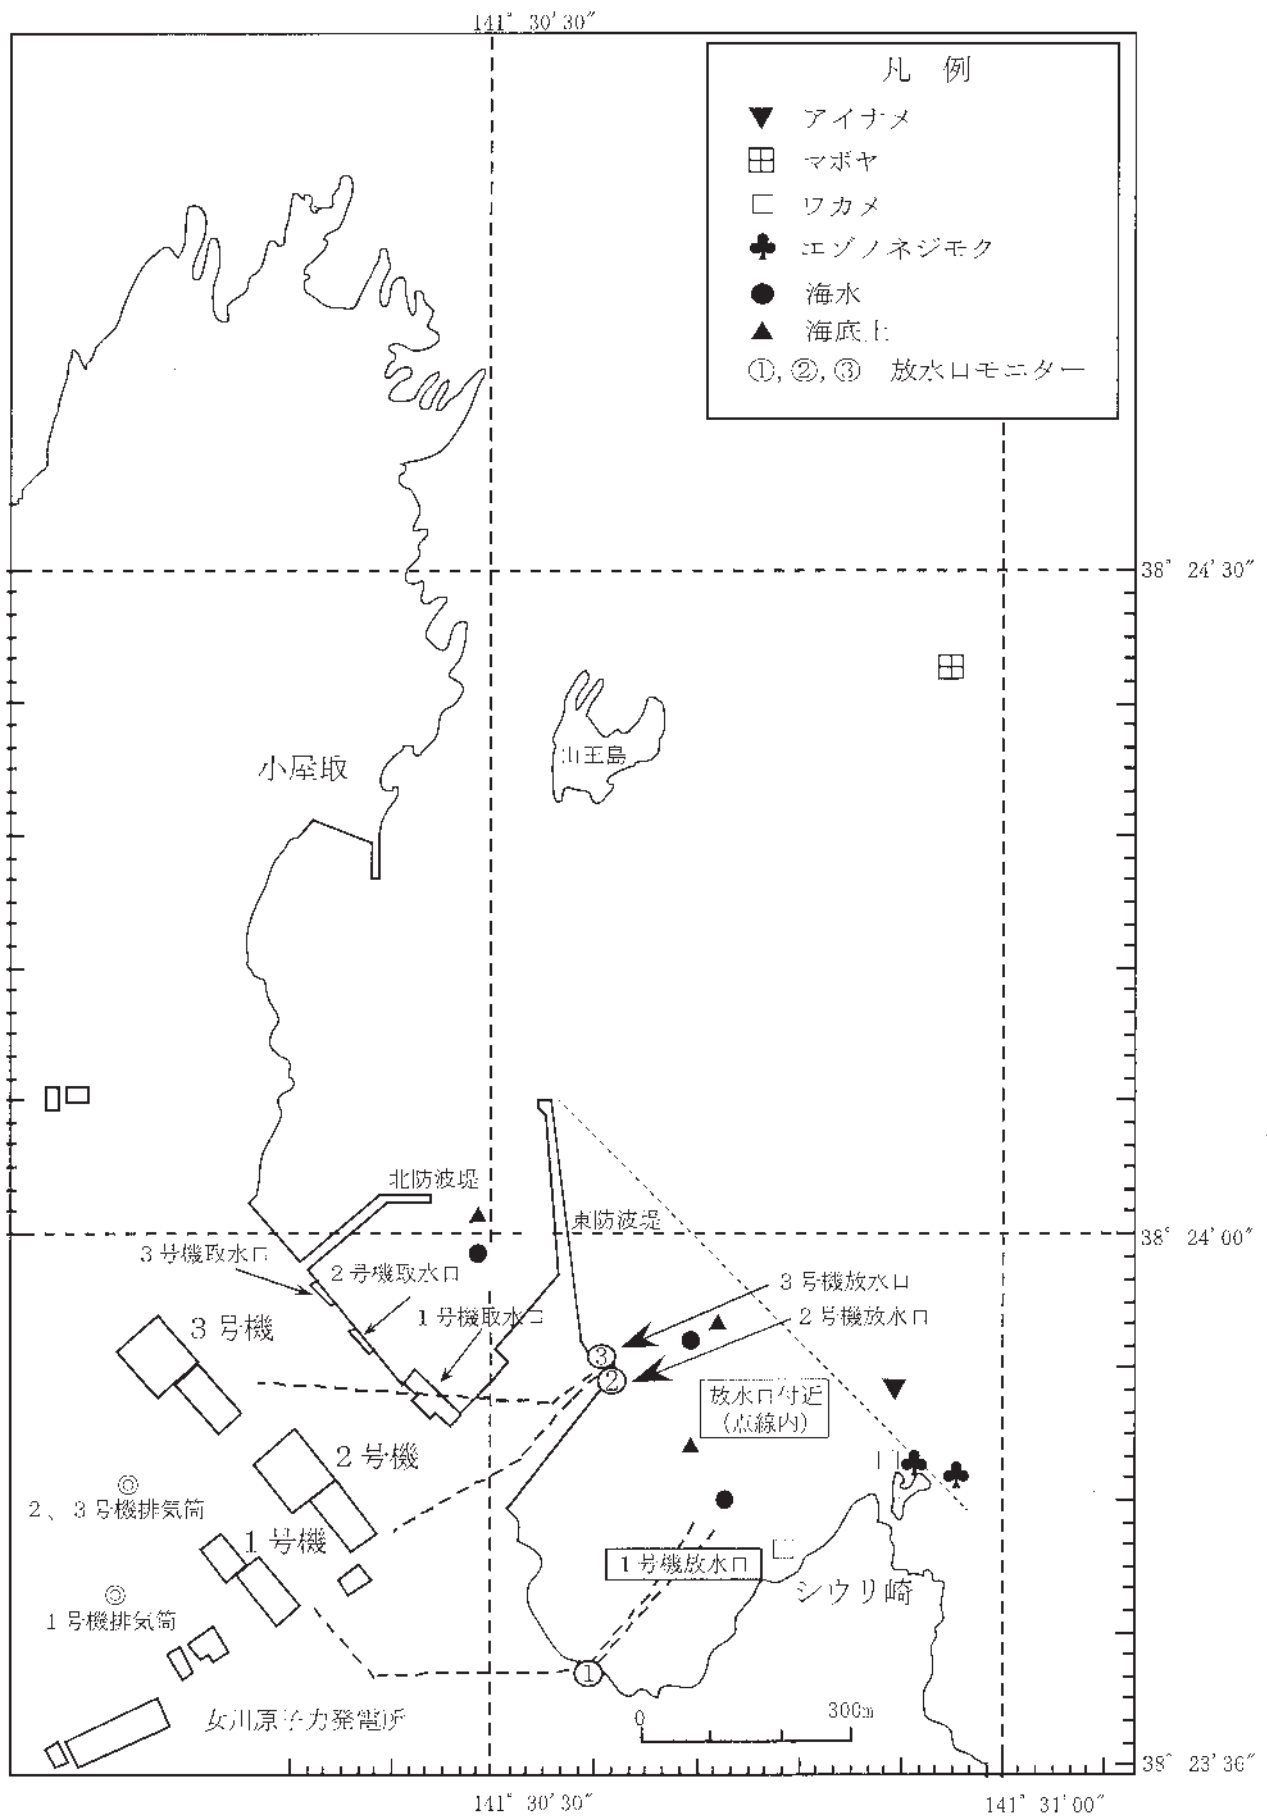 141° 30′30″
凡 例
アイナメ
マボヤ
ワカメ
エゾノネジモク
海水
海底土
①, ②, ③ 放水口モニター
38° 24′30″
山王島
小屋取
北防波堤
東防波堤
38° 24′00″
3号機取水口
2号機取水口
3号機放水口
1号機取水口
2号機放水口
3号機
③
②
放水口付近
(点線内)
2号機
2、3号機排気筒
1号機
1号機放水口
シウリ崎
1号機排気筒
①
女川原子力発電所
0
300m
38° 23′36″
141° 30′30″
141° 31′00″